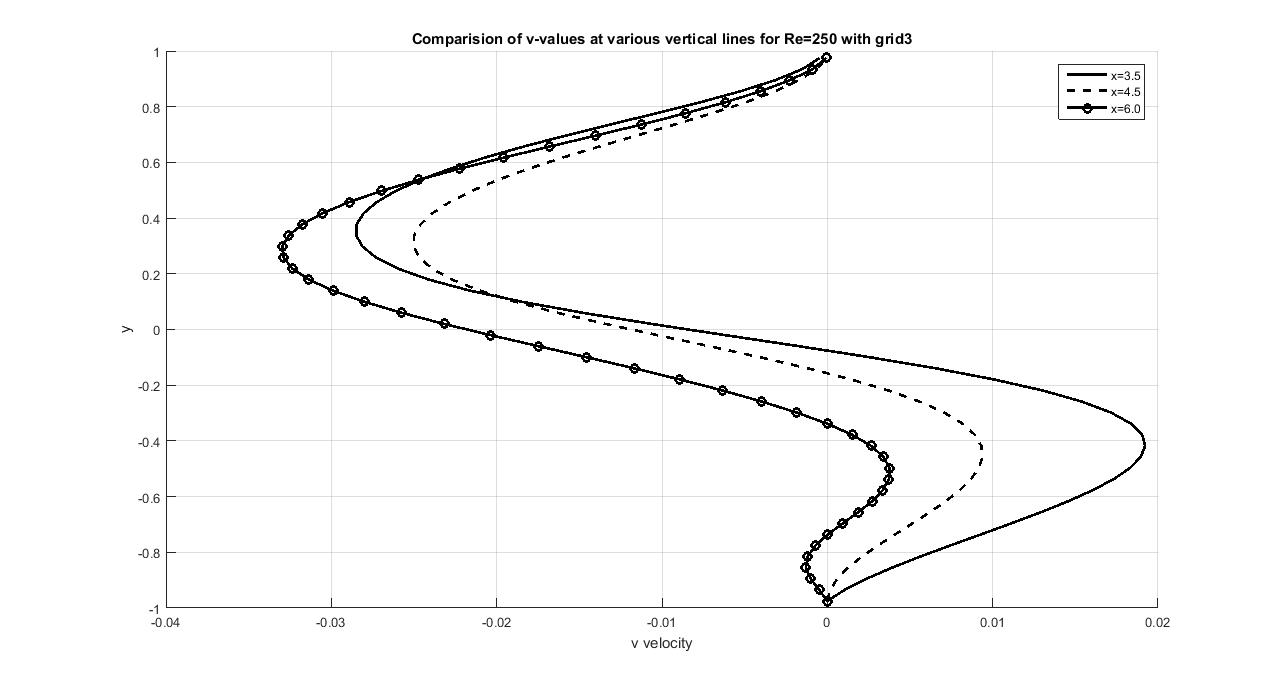 Comparision of v-values at various vertical lines for Re=250 with grid3
1
x=3.5
x=4.5
x=6.0
0.8
0.6
0.4
0.2
y
0
-0.2
-0.4
-0.6
-0.8
-1
-0.04 -0.03 -0.02 -0.01 0 0.01 0.02
v velocity